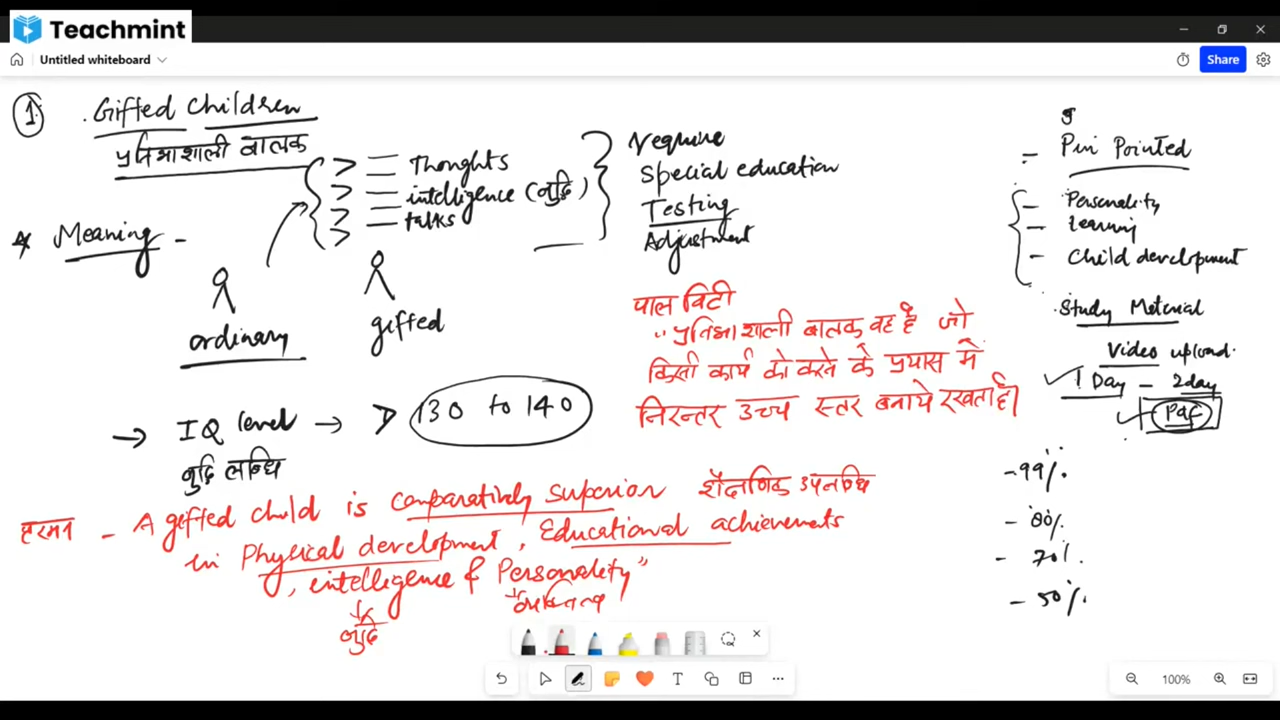 Teachmint
Untitled whiteboard
Share
1. Gifted Children
प्रतिभाशाली बालक
Thoughts
intelligence (बुद्धि)
talks
require
Special education
Testing
Adjustment
Meaning -
ordinary
gifted
→ IQ level → > 130 to 140
बुद्धि लब्धि
पाल विटी
"प्रतिभाशाली बालक वह है जो
किसी कार्य को करने के प्रयास में
निरन्तर उच्च स्तर बनाये रखता है।
- A gifted child is comparatively superior शैक्षणिक उपलब्धि
in Physical development, Educational achievements
, intelligence & Personality"
बुद्धि
Pin Pointed
- Personality
- Learning
- Child development
Study Material
Video upload.
1 Day - 2day
- 99%
- 80%
- 70%
- 50%
100%